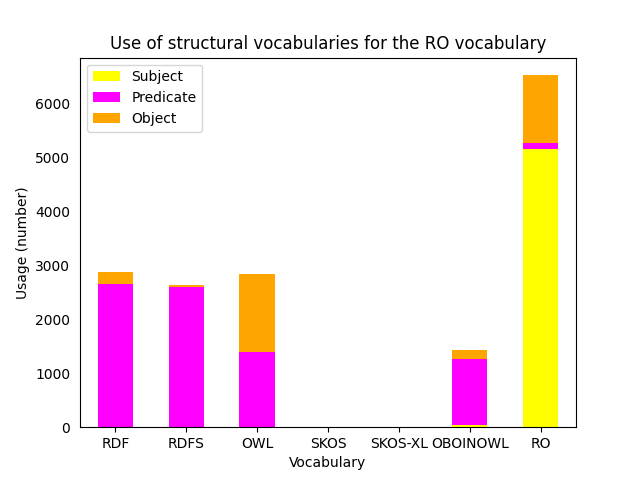 Use of structural vocabularies for the RO vocabulary
Subject
Predicate
Object
Usage (number)
6000
5000
4000
3000
2000
1000
0
RDF RDFS OWL SKOS SKOS-XL OBOINOWL RO
Vocabulary